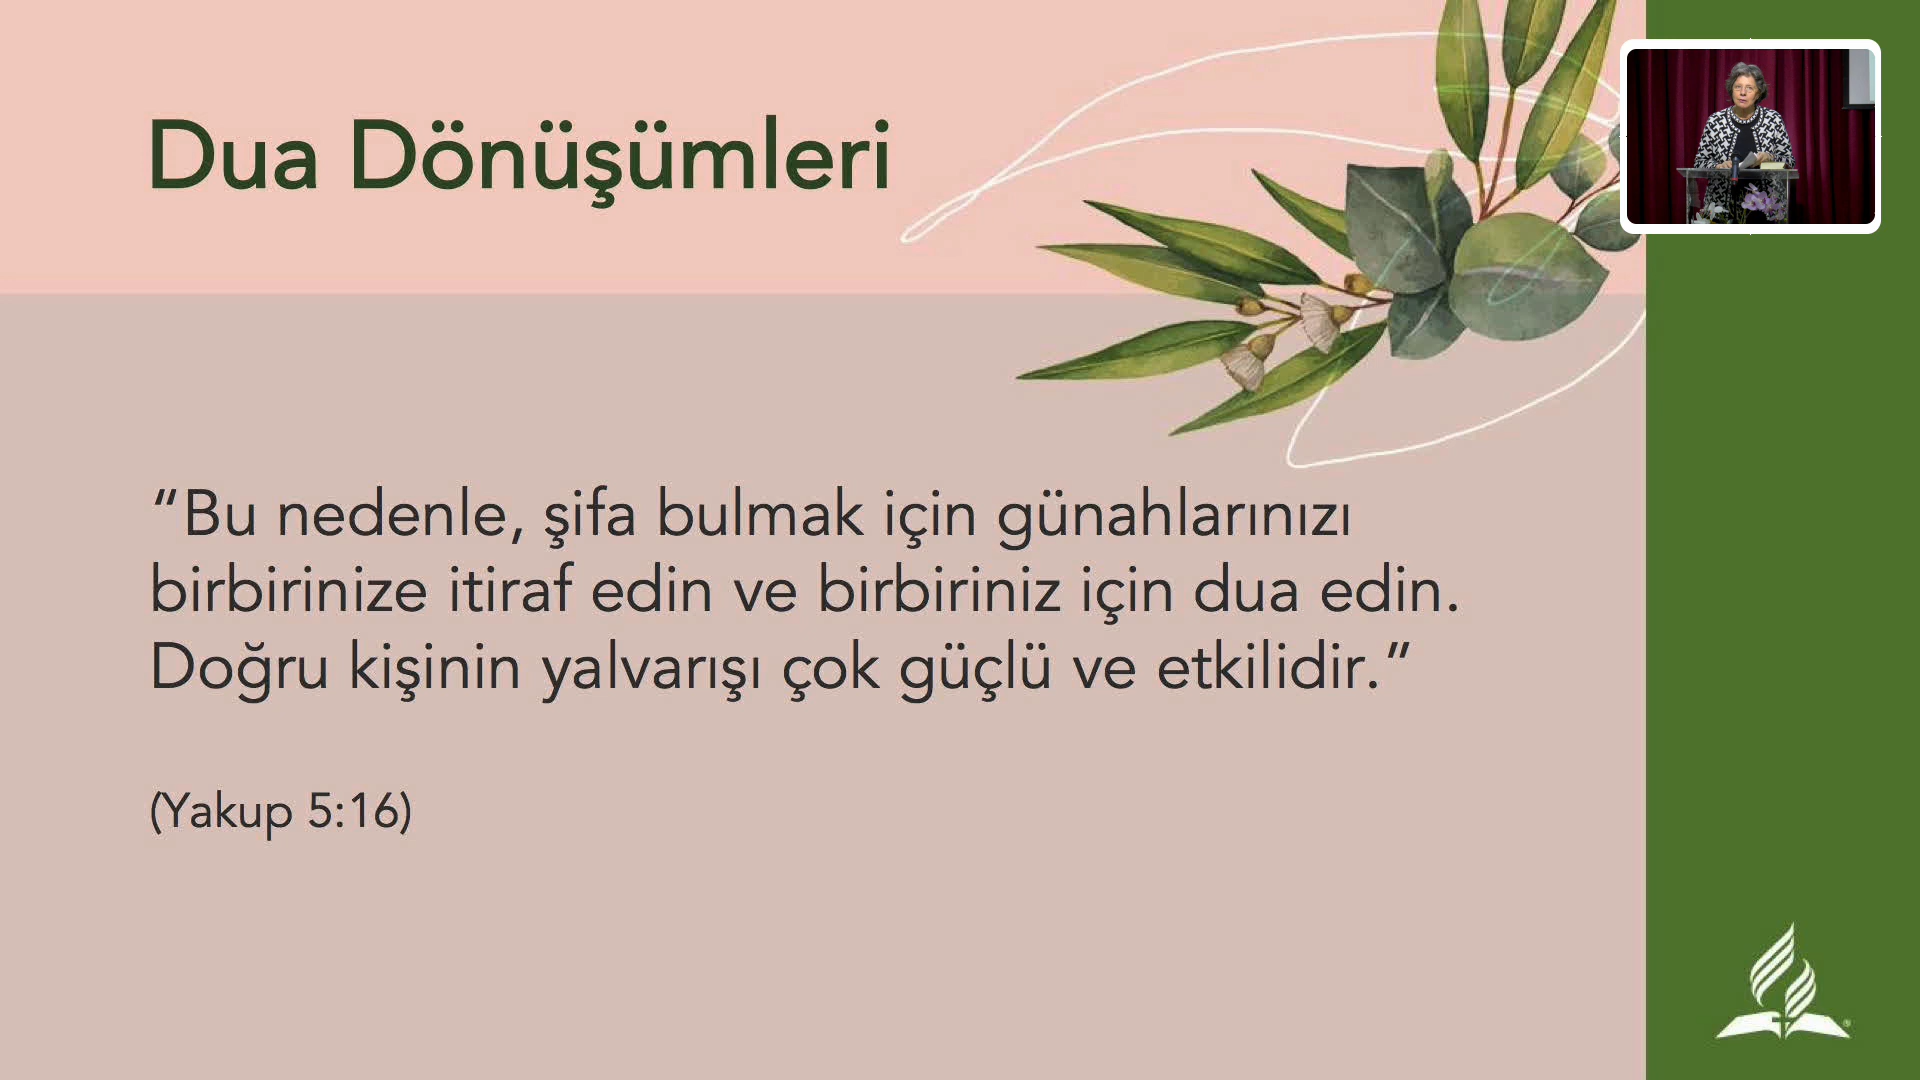 Dua Dönüşümleri
“Bu nedenle, şifa bulmak için günahlarınızı
birbirinize itiraf edin ve birbiriniz için dua edin.
Doğru kişinin yalvarışı çok güçlü ve etkilidir.”
(Yakup 5:16)